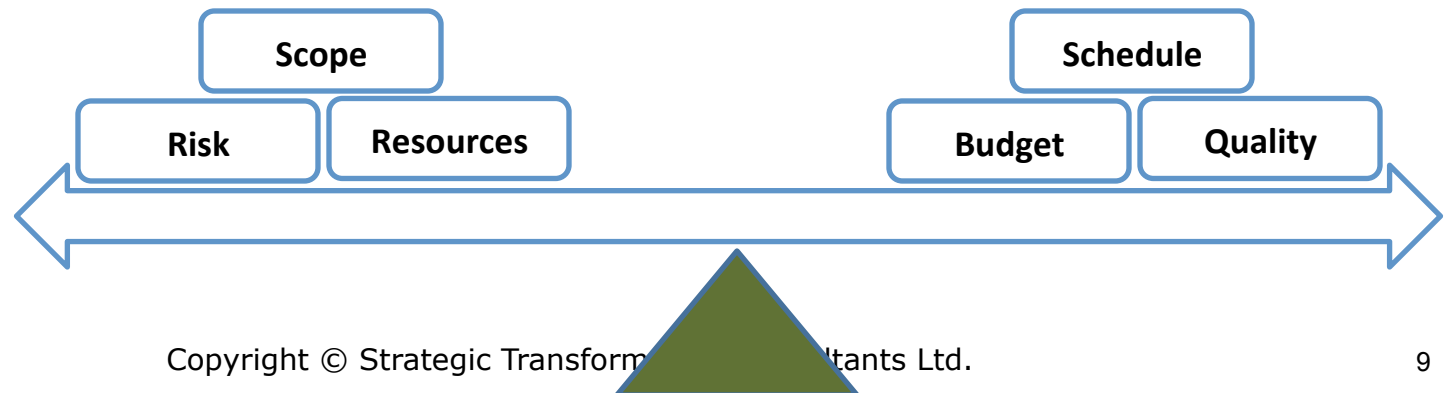 Scope
Schedule
Risk
Resources
Budget
Quality
Copyright © Strategic Transform ltants Ltd.
9